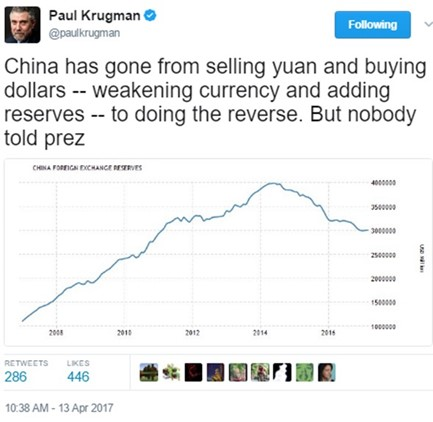 Paul Krugman
@paulkrugman
Following
China has gone from selling yuan and buying
dollars -- weakening currency and adding
reserves -- to doing the reverse. But nobody
told prez
CHINA FOREIGN EXCHANGE RESERVES
4000000
3500000
3000000
2500000
2000000
1500000
1000000
USD Million
2008 2010 2012 2014 2016
RETWEETS LIKES
286 446
10:38 AM - 13 Apr 2017